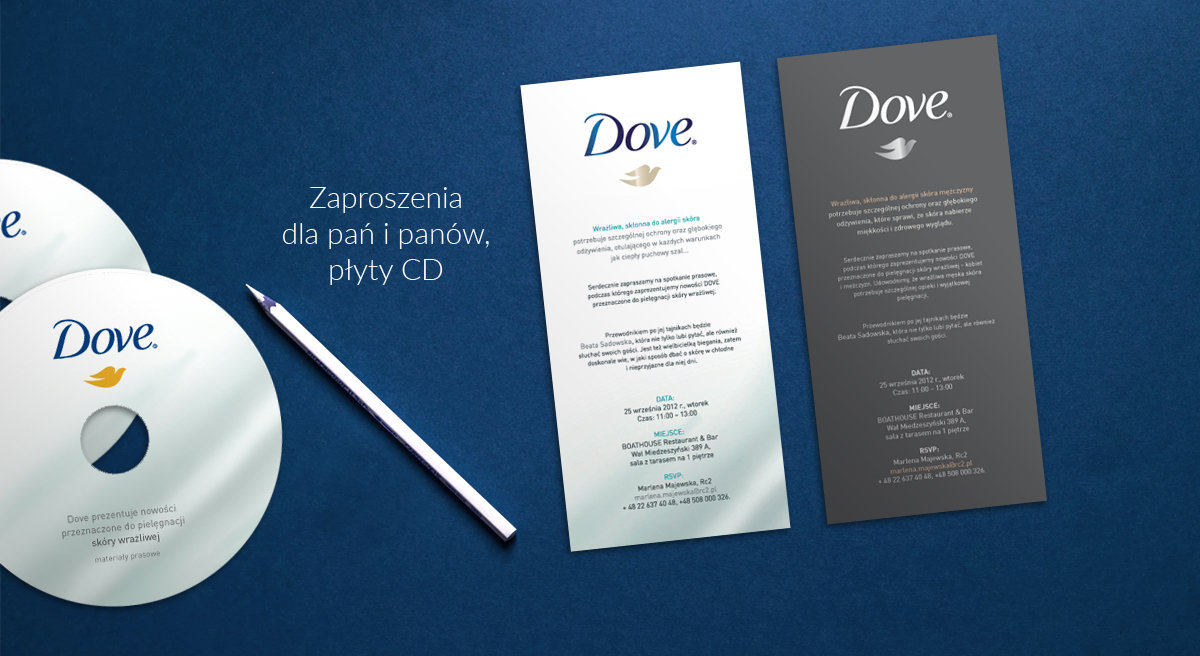 Zaproszenia
dla pań i panów,
płyty CD
e.
Dove
Dove prezentuje nowości
przeznaczone do pielęgnacji
skóry wrażliwej
materiały prasowe
Dove
Wrażliwa, skłonna do alergii skóra
potrzebuje szczególnej ochrony oraz głębokiego
odżywienia, otulającego w każdych warunkach
jak ciepły puchowy szal...
Serdecznie zapraszamy na spotkanie prasowe,
podczas którego zaprezentujemy nowości DOVE
przeznaczone do pielęgnacji skóry wrażliwej.
Przewodnikiem po jej tajnikach będzie
Beata Sadowska, która nie tylko lubi pytać, ale również
słuchać swoich gości. Jest też wielbicielką biegania, zatem
doskonale wie, w jaki sposób dbać o skórę w chłodne
i nieprzyjazne dla niej dni.
DATA:
25 września 2012 r., wtorek
Czas: 11:00 – 13:00
MIEJSCE:
BOATHOUSE Restaurant & Bar
Wał Miedzeszyński 389 A,
sala z tarasem na 1 piętrze
RSVP:
Marlena Majewska, Rc2
marlena.majewska@rc2.pl
+ 48 22 637 40 48, +48 508 000 326.
Dove
Wrażliwa, skłonna do alergii skóra mężczyzny
potrzebuje szczególnej ochrony oraz głębokiego
odżywienia, które sprawi, że skóra nabierze
miękkości i zdrowego wyglądu.
Serdecznie zapraszamy na spotkanie prasowe,
podczas którego zaprezentujemy nowości DOVE
przeznaczone do pielęgnacji skóry wrażliwej – kobiet
i mężczyzn. Udowodnimy, że wrażliwa męska skóra
potrzebuje szczególnej opieki i wyjątkowej
pielęgnacji.
Przewodnikiem po jej tajnikach będzie
Beata Sadowska, która nie tylko lubi pytać, ale również
słuchać swoich gości.
DATA:
25 września 2012 r., wtorek
Czas: 11:00 – 13:00
MIEJSCE:
BOATHOUSE Restaurant & Bar
Wał Miedzeszyński 389 A,
sala z tarasem na 1 piętrze
RSVP:
Marlena Majewska, Rc2
marlena.majewska@rc2.pl
+ 48 22 637 40 48, +48 508 000 326.